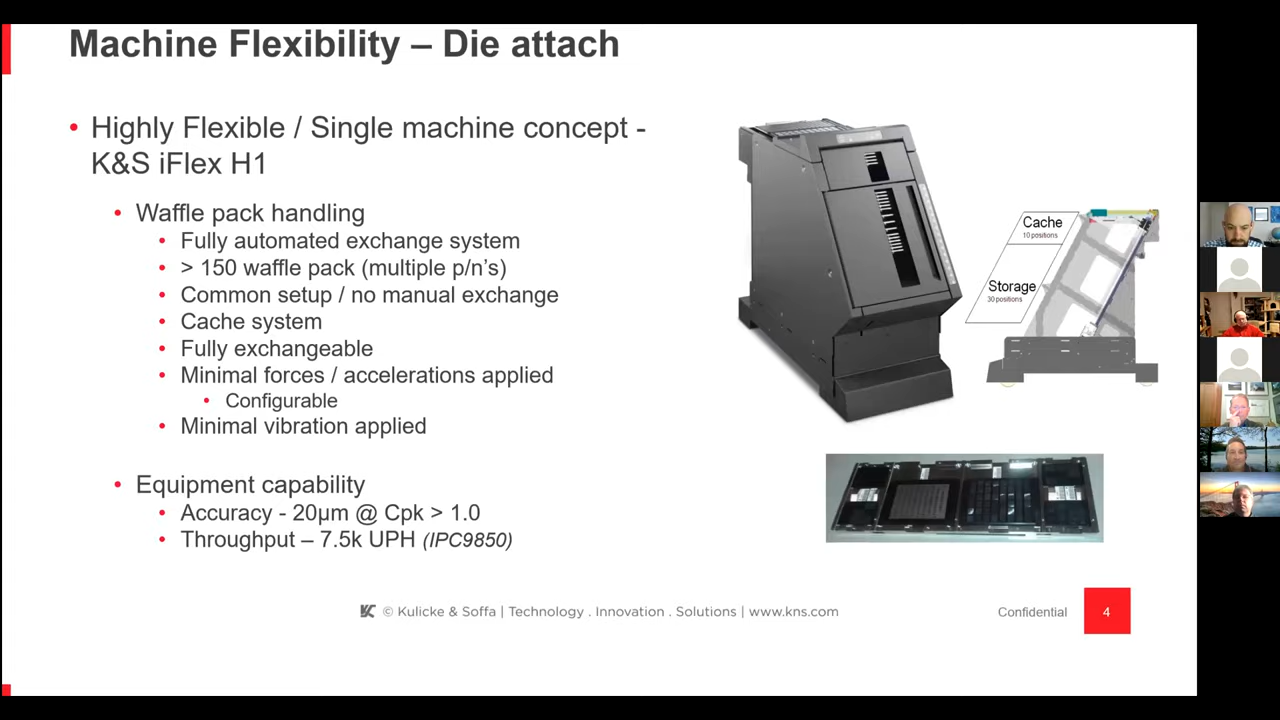 Machine Flexibility – Die attach
• Highly Flexible / Single machine concept -
K&S iFlex H1
• Waffle pack handling
• Fully automated exchange system
• > 150 waffle pack (multiple p/n's)
• Common setup / no manual exchange
• Cache system
• Fully exchangeable
• Minimal forces / accelerations applied
• Configurable
• Minimal vibration applied
• Equipment capability
• Accuracy - 20µm @ Cpk > 1.0
• Throughput – 7.5k UPH (IPC9850)
Cache
10 positions
Storage
30 positions
© Kulicke & Soffa | Technology . Innovation . Solutions | www.kns.com
Confidential
4